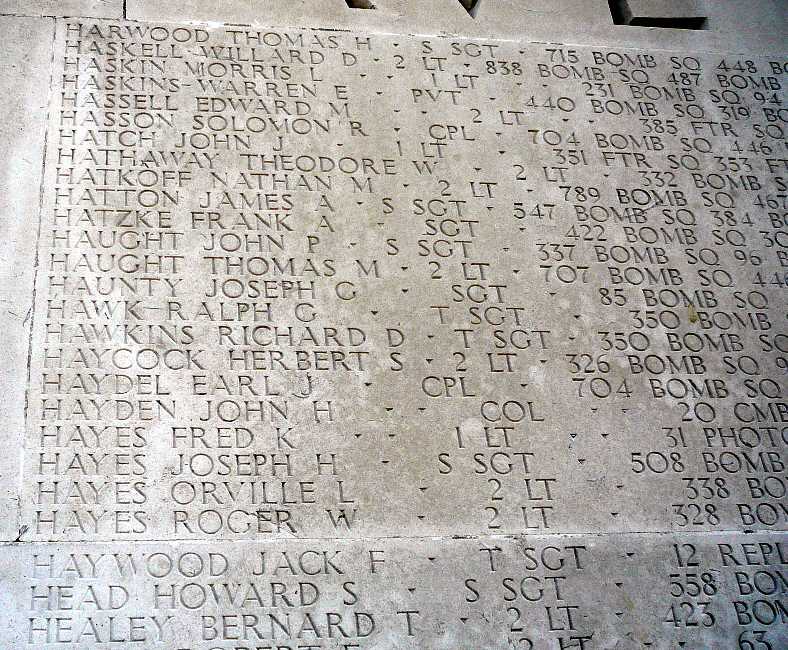 HARWOOD THOMAS H · S SGT · 715 BOMB SQ 448
HASKELL WILLARD D · 2 LT · 838 BOMB SQ 487 BOMB
HASKIN MORRIS L · 1 LT · 231 BOMB SQ 94
HASKINS WARREN E · PVT · 440 BOMB SQ 319
HASSELL EDWARD M · 2 LT · 385 FTR SQ
HASSON SOLOMON R · CPL · 704 BOMB SQ 446
HATCH JOHN J · 1 LT · 351 FTR SQ 353
HATHAWAY THEODORE W · 2 LT · 332 BOMB
HATKOFF NATHAN M · 2 LT · 789 BOMB SQ 467
HATTON JAMES A · S SGT · 547 BOMB SQ 384
HATZKE FRANK A · SGT · 422 BOMB SQ
HAUGHT JOHN P · S SGT · 337 BOMB SQ 96
HAUGHT THOMAS M · 2 LT · 707 BOMB SQ
HAUNTY JOSEPH G · SGT · 85 BOMB SQ
HAWK RALPH G · T SGT · 350 BOMB
HAWKINS RICHARD D · T SGT · 350 BOMB SQ
HAYCOCK HERBERT S · 2 LT · 326 BOMB SQ
HAYDEL EARL J · CPL · 704 BOMB SQ
HAYDEN JOHN H · COL · 20 CMB
HAYES FRED K · 1 LT · 31 PHOTO
HAYES JOSEPH H · S SGT · 508 BOMB
HAYES ORVILLE L · 2 LT · 338
HAYES ROGER W · 2 LT · 328
HAYWOOD JACK F · T SGT · 12 REPL
HEAD HOWARD S · S SGT · 558
HEALEY BERNARD T · 2 LT · 423
ROBERT F · 2 LT · 63